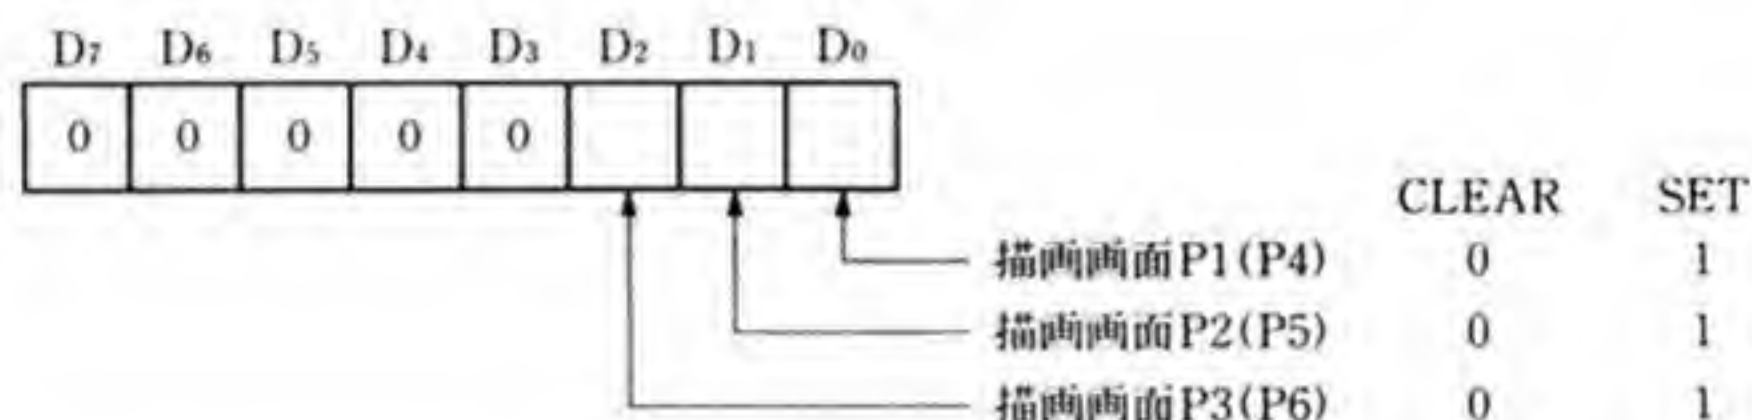 D7 D6 D5 D4 D3 D2 D1 D0
0 0 0 0 0
CLEAR SET
描画画面P1(P4) 0 1
描画画面P2(P5) 0 1
描画画面P3(P6) 0 1